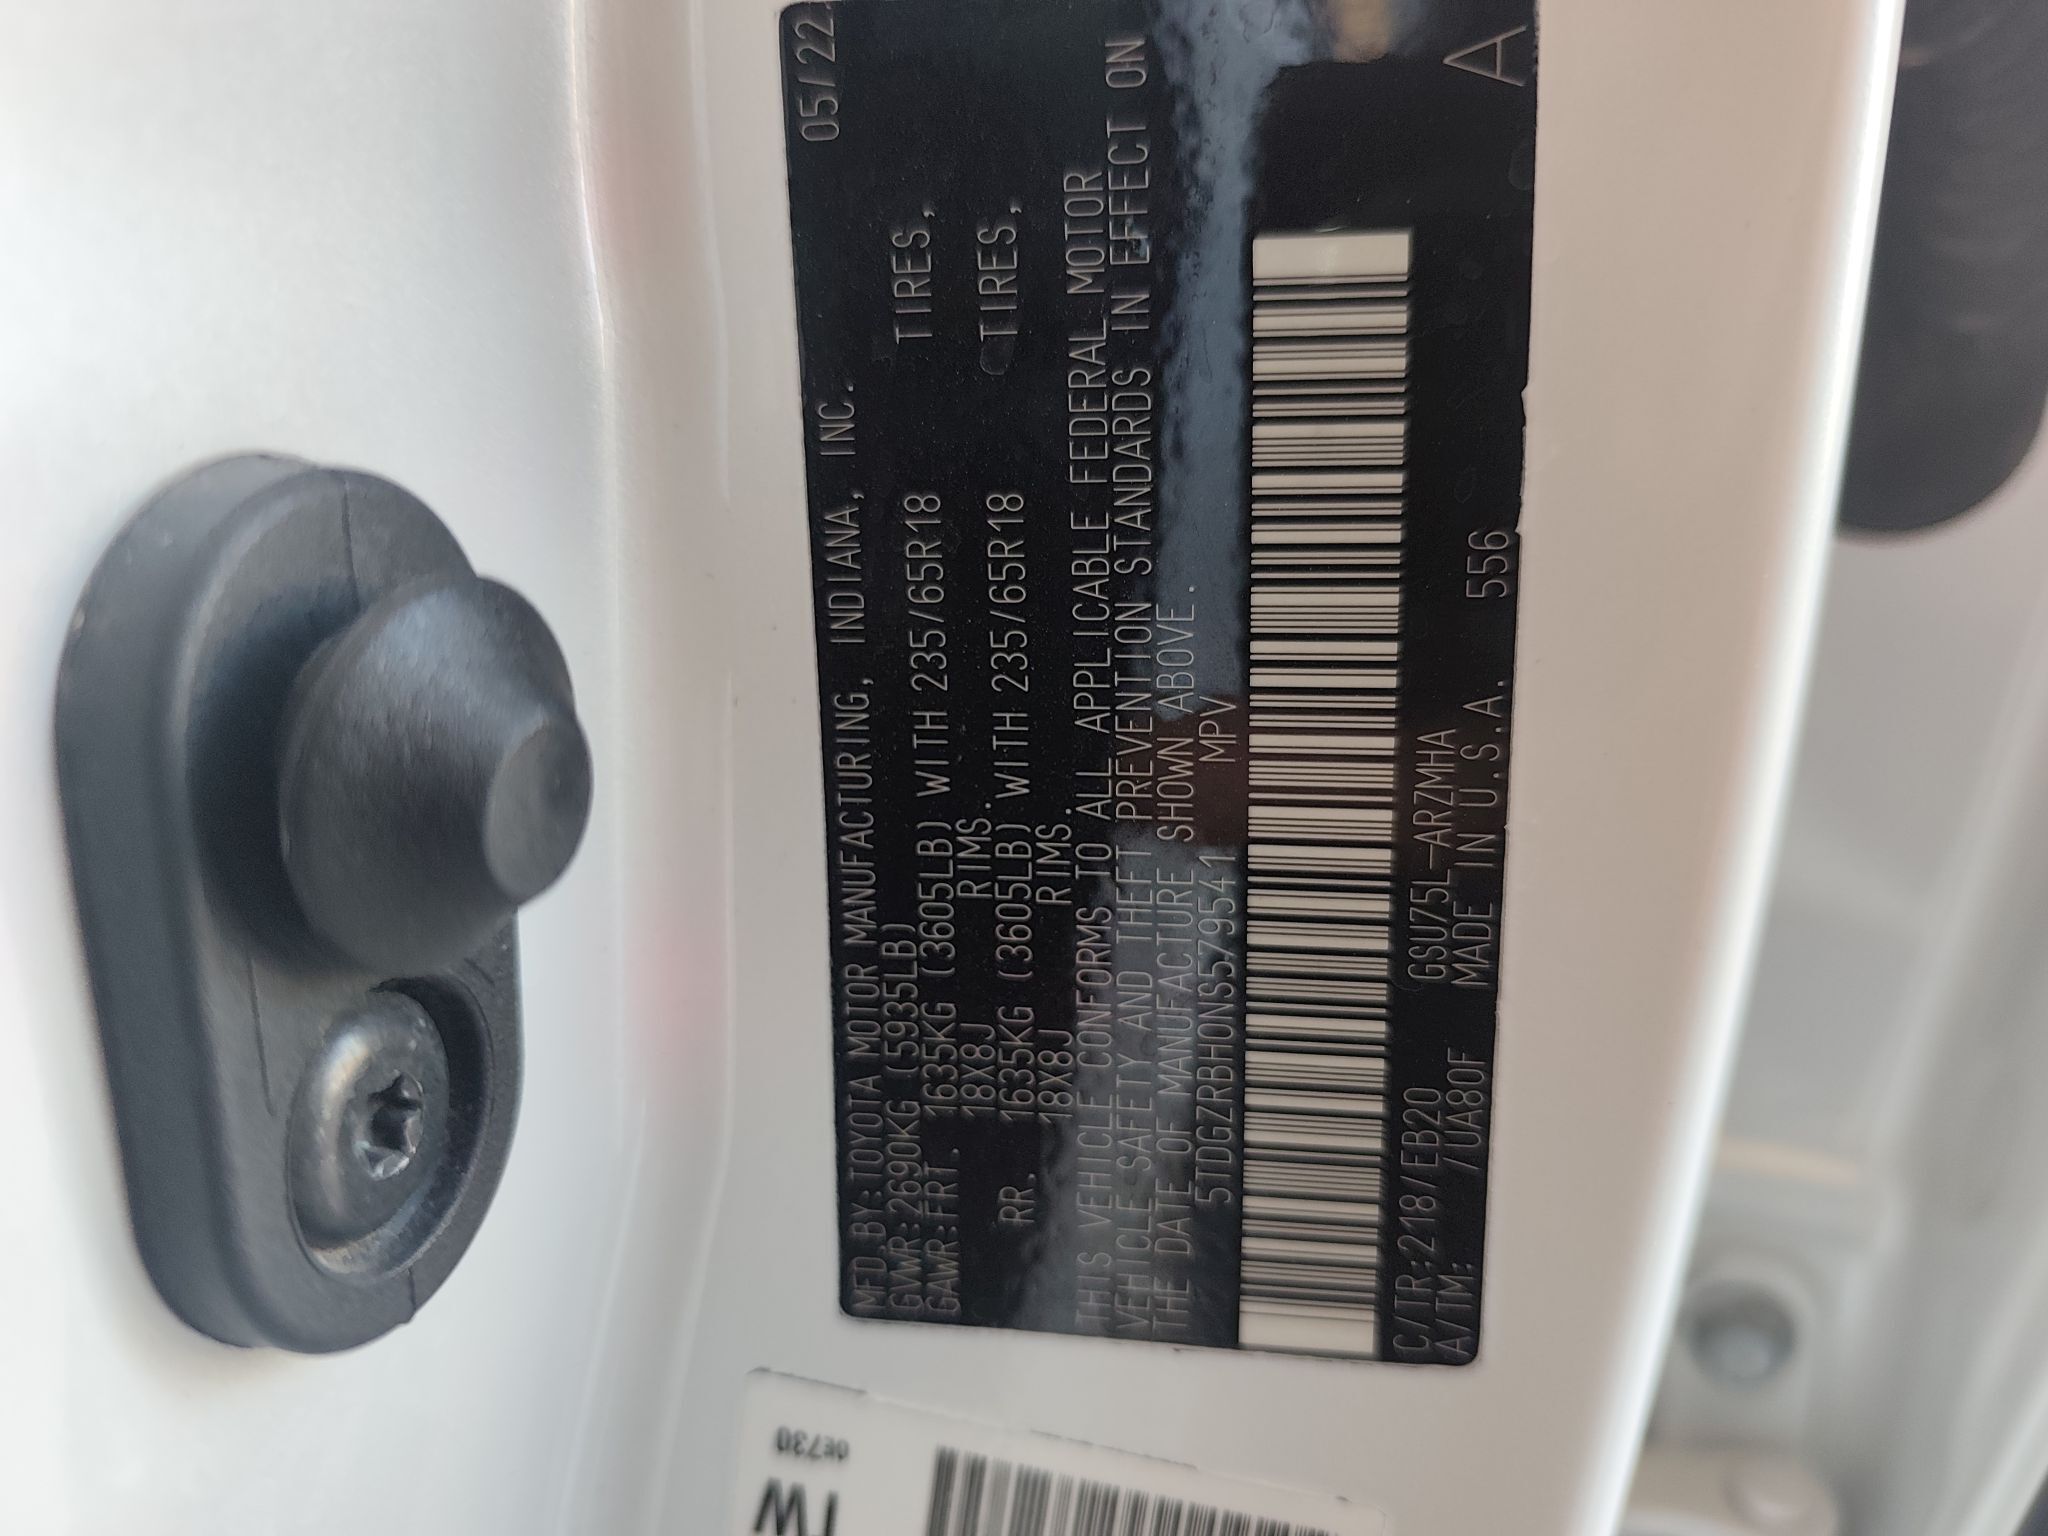 05/22
MFD.BY:TOYOTA MOTOR MANUFACTURING, INDIANA, INC.
GVWR:2690KG (5935LB)
GAWR:FRT. 1635KG (3605LB) WITH 235/65R18 TIRES,
18X8J RIMS.
RR. 1635KG (3605LB) WITH 235/65R18 TIRES,
18X8J RIMS.
THIS VEHICLE CONFORMS TO ALL APPLICABLE FEDERAL MOTOR
VEHICLE SAFETY AND THEFT PREVENTION STANDARDS IN EFFECT ON
THE DATE OF MANUFACTURE SHOWN ABOVE.
5TDGZRBH0NS579541 MPV
C/TR:218/EB20 GSU75L-ARZMHA
A/TM: /UA80F MADE IN U.S.A. 556 A
0E730
TW